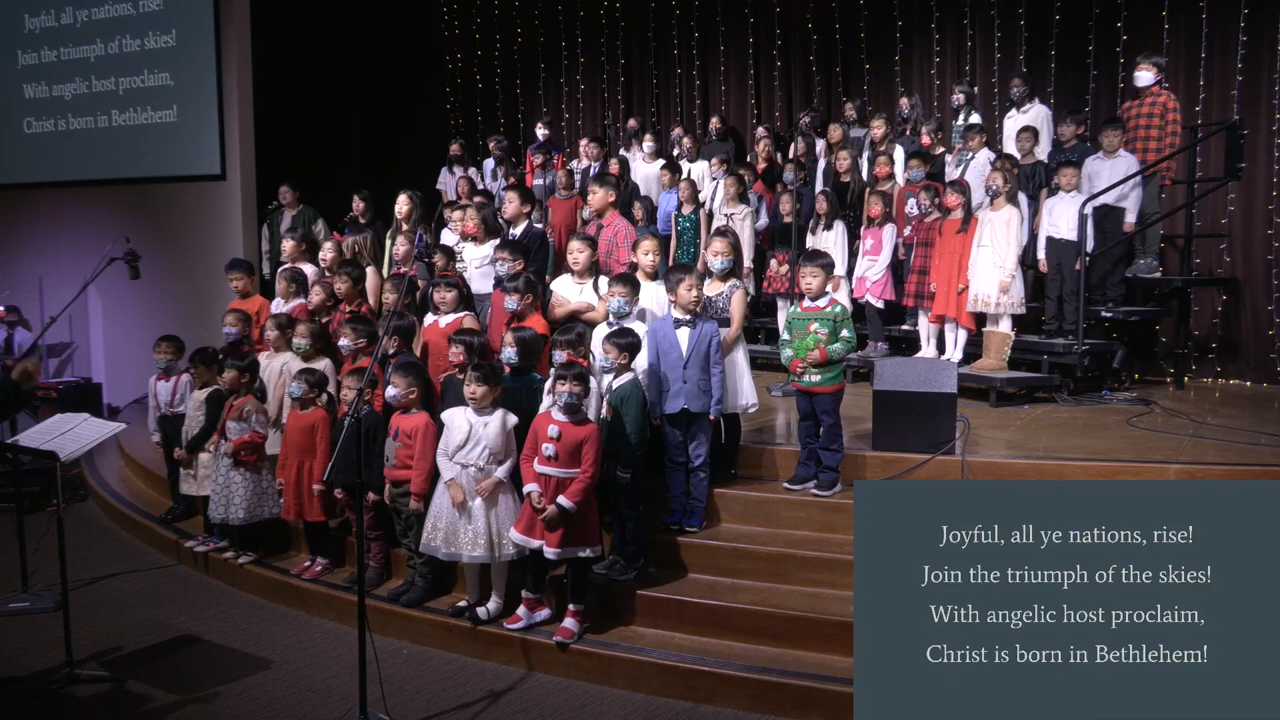 Joyful, all ye nations, rise!
Join the triumph of the skies!
With angelic host proclaim,
Christ is born in Bethlehem!
Joyful, all ye nations, rise!
Join the triumph of the skies!
With angelic host proclaim,
Christ is born in Bethlehem!